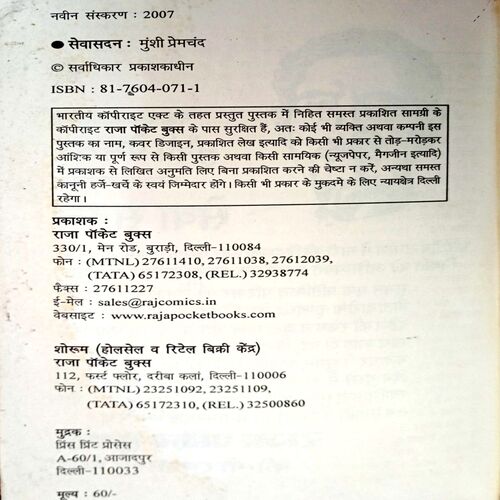 नवीन संस्करण : 2007
● सेवासदन : मुंशी प्रेमचंद
© सर्वाधिकार प्रकाशकाधीन
ISBN : 81-7604-071-1
भारतीय कॉपीराइट एक्ट के तहत प्रस्तुत पुस्तक में निहित समस्त प्रकाशित सामग्री के
कॉपीराइट राजा पॉकेट बुक्स के पास सुरक्षित हैं, अतः कोई भी व्यक्ति अथवा कम्पनी इस
पुस्तक का नाम, कवर डिजाइन, प्रकाशित लेख इत्यादि को किसी भी प्रकार से तोड़-मरोड़कर
आंशिक या पूर्ण रूप से किसी पुस्तक अथवा किसी सामयिक (न्यूजपेपर, मैगजीन इत्यादि)
में प्रकाशक से लिखित अनुमति लिए बिना प्रकाशित करने की चेष्टा न करें, अन्यथा समस्त
कानूनी हर्जे-खर्चे के स्वयं जिम्मेदार होंगे। किसी भी प्रकार के मुकदमे के लिए न्यायक्षेत्र दिल्ली
रहेगा।
प्रकाशक :
राजा पॉकेट बुक्स
330/1, मेन रोड, बुराड़ी, दिल्ली-110084
फोन : (MTNL) 27611410, 27611038, 27612039,
(TATA) 65172308, (REL.) 32938774
फैक्स : 27611227
ई-मेल : sales@rajcomics.in
वेबसाइट : www.rajapocketbooks.com
शोरूम (होलसेल व रिटेल बिक्री केंद्र)
राजा पॉकेट बुक्स
112, फर्स्ट फ्लोर, दरीबा कलां, दिल्ली-110006
फोन : (MTNL) 23251092, 23251109,
(TATA) 65172310, (REL.) 32500860
मुद्रक :
प्रिंस प्रिंट प्रोसेस
A-60/1, आजादपुर
दिल्ली-110033
मूल्य : 60/-